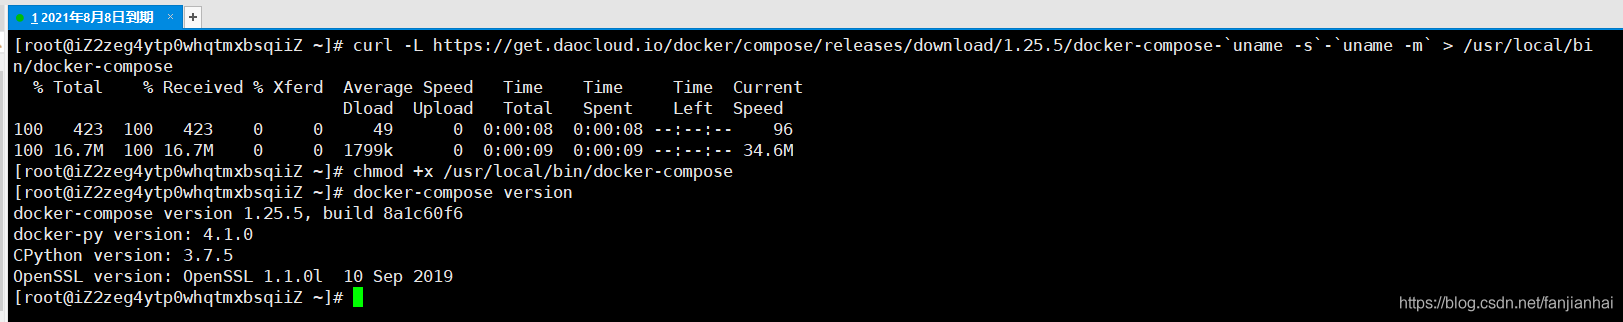 1 2021年8月8日到期 × +
[root@iZ2zeg4ytp0whqtmxbsqiiZ ~]# curl -L https://get.daocloud.io/docker/compose/releases/download/1.25.5/docker-compose-`uname -s`-`uname -m` > /usr/local/bi
n/docker-compose
% Total    % Received % Xferd  Average Speed   Time    Time     Time  Current
Dload  Upload   Total   Spent    Left  Speed
100   423  100   423    0     0     49      0  0:00:08  0:00:08 --:--:--    96
100 16.7M  100 16.7M    0     0  1799k      0  0:00:09  0:00:09 --:--:-- 34.6M
[root@iZ2zeg4ytp0whqtmxbsqiiZ ~]# chmod +x /usr/local/bin/docker-compose
[root@iZ2zeg4ytp0whqtmxbsqiiZ ~]# docker-compose version
docker-compose version 1.25.5, build 8a1c60f6
docker-py version: 4.1.0
CPython version: 3.7.5
OpenSSL version: OpenSSL 1.1.0l  10 Sep 2019
[root@iZ2zeg4ytp0whqtmxbsqiiZ ~]#
https://blog.csdn.net/fanjianhai